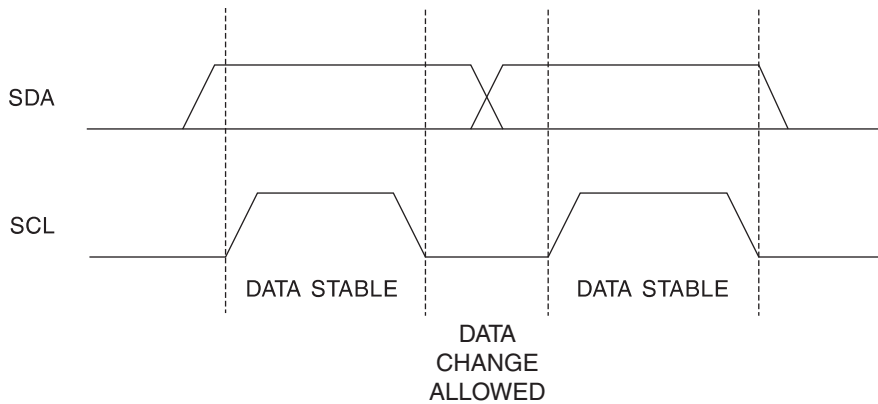 SDA
SCL
DATA STABLE
DATA STABLE
DATA
CHANGE
ALLOWED